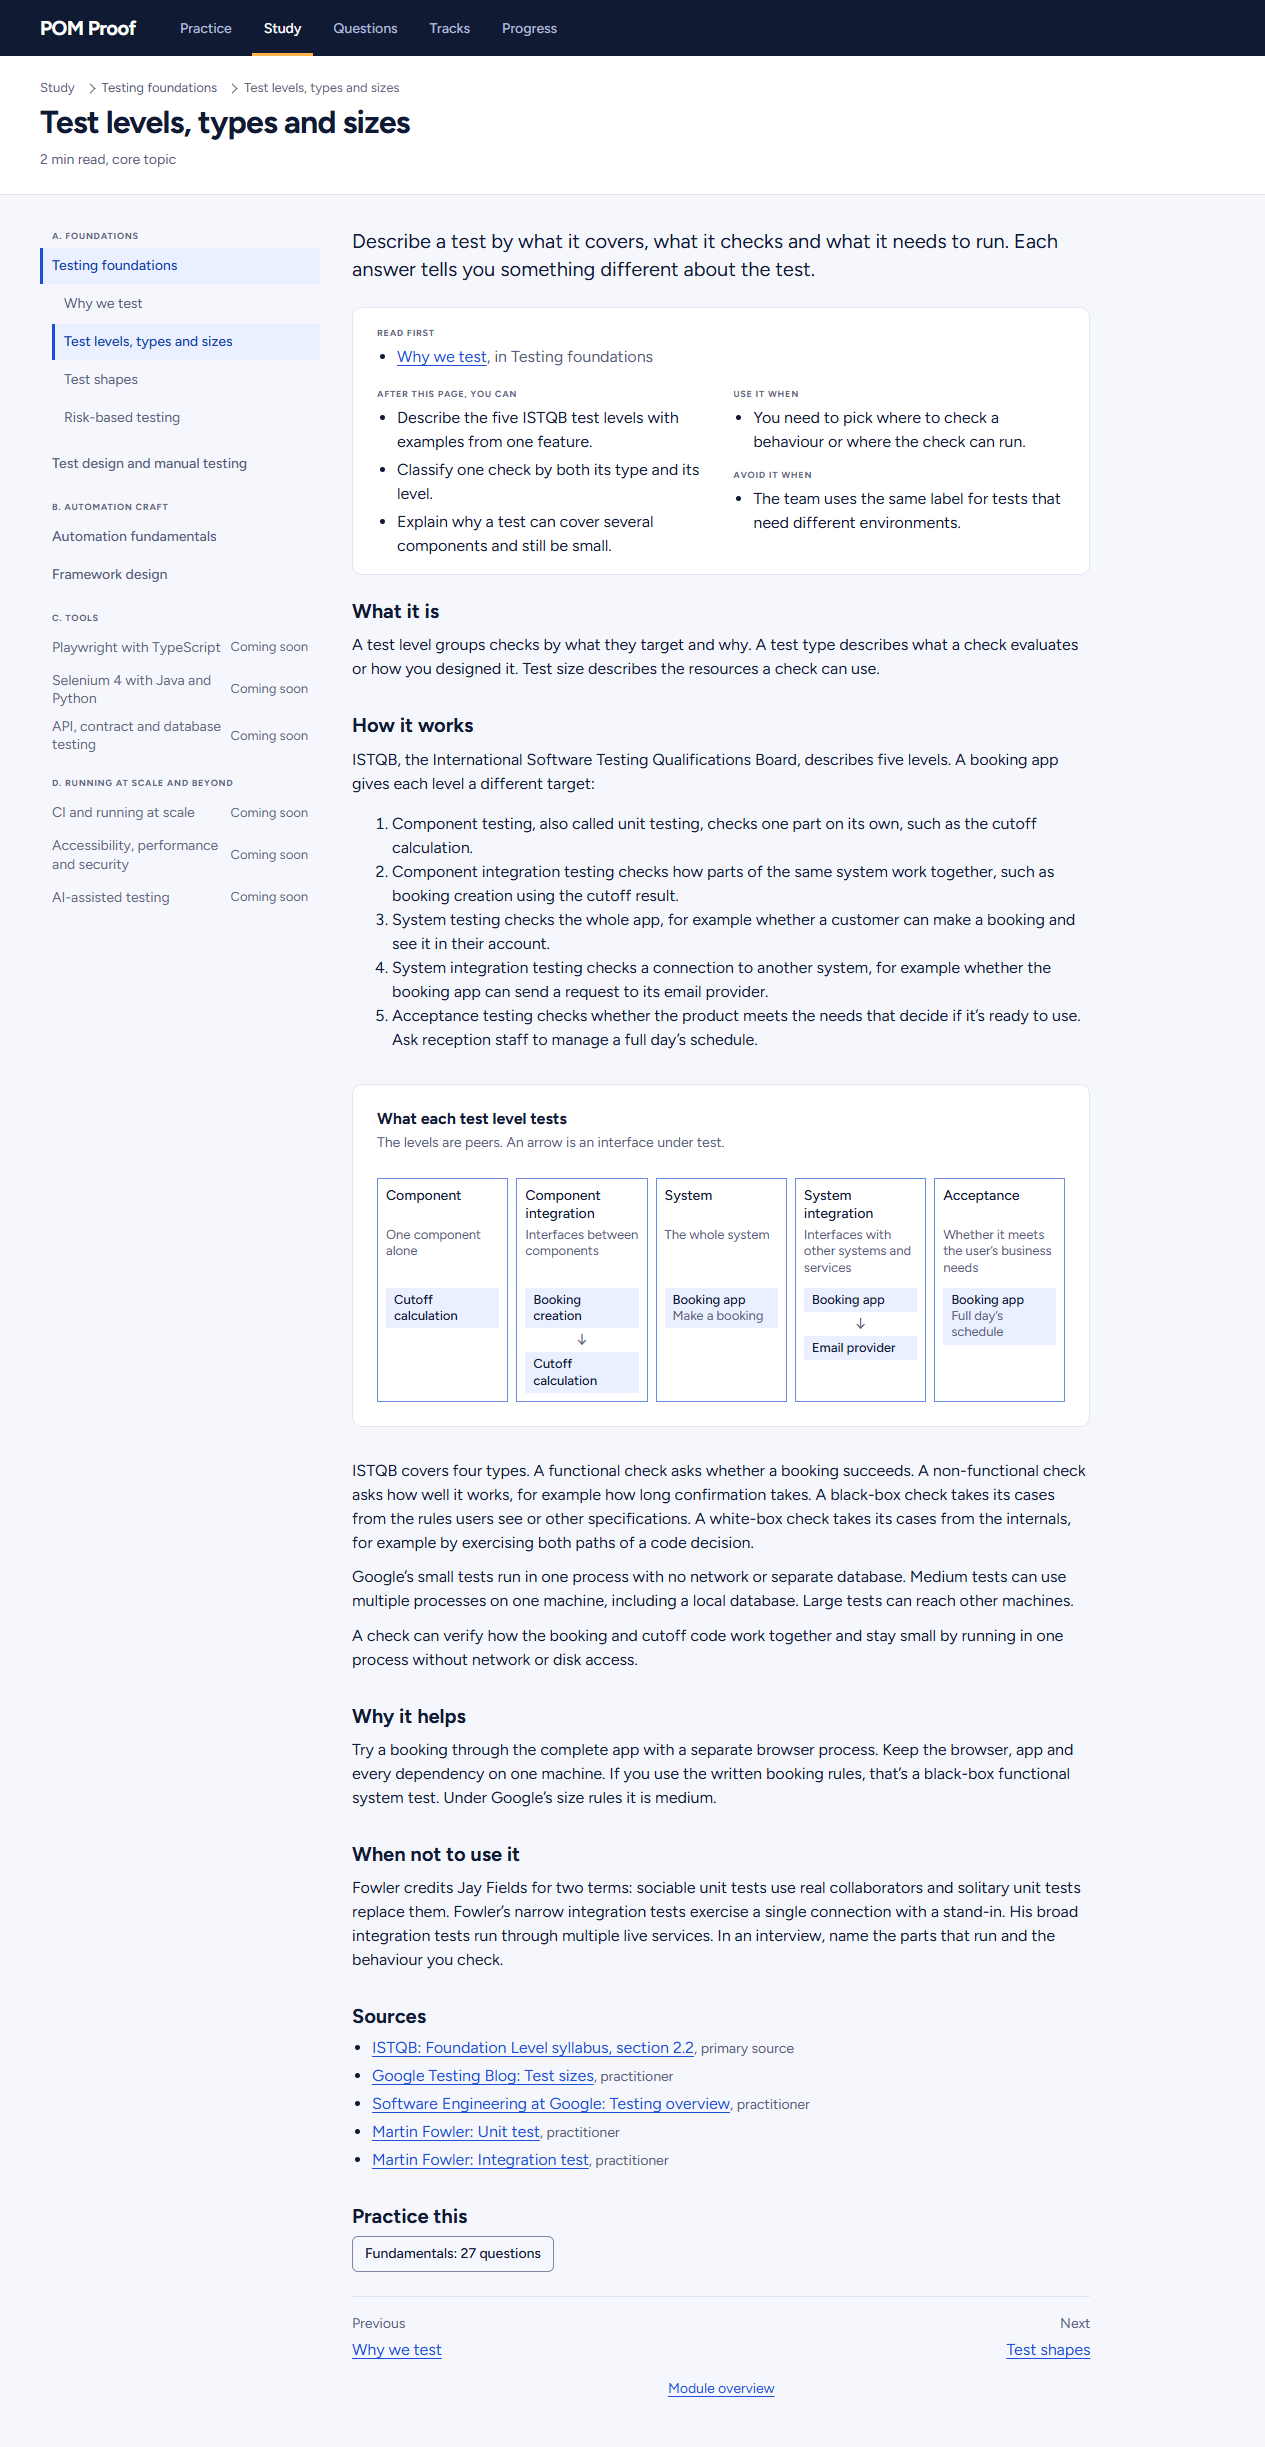 POM Proof
Practice
Study
Questions
Tracks
Progress
Study
Testing foundations
Test levels, types and sizes
Test levels, types and sizes
2 min read, core topic
A. FOUNDATIONS
Testing foundations
Why we test
Test levels, types and sizes
Test shapes
Risk-based testing
Test design and manual testing
B. AUTOMATION CRAFT
Automation fundamentals
Framework design
C. TOOLS
Playwright with TypeScript
Coming soon
Selenium 4 with Java and
Python
Coming soon
API, contract and database
testing
Coming soon
D. RUNNING AT SCALE AND BEYOND
CI and running at scale
Coming soon
Accessibility, performance
and security
Coming soon
AI-assisted testing
Coming soon
Describe a test by what it covers, what it checks and what it needs to run. Each
answer tells you something different about the test.
READ FIRST
• Why we test, in Testing foundations
AFTER THIS PAGE, YOU CAN
• Describe the five ISTQB test levels with
examples from one feature.
• Classify one check by both its type and its
level.
• Explain why a test can cover several
components and still be small.
USE IT WHEN
• You need to pick where to check a
behaviour or where the check can run.
AVOID IT WHEN
• The team uses the same label for tests that
need different environments.
What it is
A test level groups checks by what they target and why. A test type describes what a check evaluates
or how you designed it. Test size describes the resources a check can use.
How it works
ISTQB, the International Software Testing Qualifications Board, describes five levels. A booking app
gives each level a different target:
1. Component testing, also called unit testing, checks one part on its own, such as the cutoff
calculation.
2. Component integration testing checks how parts of the same system work together, such as
booking creation using the cutoff result.
3. System testing checks the whole app, for example whether a customer can make a booking and
see it in their account.
4. System integration testing checks a connection to another system, for example whether the
booking app can send a request to its email provider.
5. Acceptance testing checks whether the product meets the needs that decide if it’s ready to use.
Ask reception staff to manage a full day’s schedule.
What each test level tests
The levels are peers. An arrow is an interface under test.
Component
One component
alone
Cutoff
calculation
Component
integration
Interfaces between
components
Booking
creation
↓
Cutoff
calculation
System
The whole system
Booking app
Make a booking
System
integration
Interfaces with
other systems and
services
Booking app
↓
Email provider
Acceptance
Whether it meets
the user’s business
needs
Booking app
Full day’s
schedule
ISTQB covers four types. A functional check asks whether a booking succeeds. A non-functional check
asks how well it works, for example how long confirmation takes. A black-box check takes its cases
from the rules users see or other specifications. A white-box check takes its cases from the internals,
for example by exercising both paths of a code decision.
Google’s small tests run in one process with no network or separate database. Medium tests can use
multiple processes on one machine, including a local database. Large tests can reach other machines.
A check can verify how the booking and cutoff code work together and stay small by running in one
process without network or disk access.
Why it helps
Try a booking through the complete app with a separate browser process. Keep the browser, app and
every dependency on one machine. If you use the written booking rules, that’s a black-box functional
system test. Under Google’s size rules it is medium.
When not to use it
Fowler credits Jay Fields for two terms: sociable unit tests use real collaborators and solitary unit tests
replace them. Fowler’s narrow integration tests exercise a single connection with a stand-in. His broad
integration tests run through multiple live services. In an interview, name the parts that run and the
behaviour you check.
Sources
• ISTQB: Foundation Level syllabus, section 2.2, primary source
• Google Testing Blog: Test sizes, practitioner
• Software Engineering at Google: Testing overview, practitioner
• Martin Fowler: Unit test, practitioner
• Martin Fowler: Integration test, practitioner
Practice this
Fundamentals: 27 questions
Previous
Why we test
Next
Test shapes
Module overview